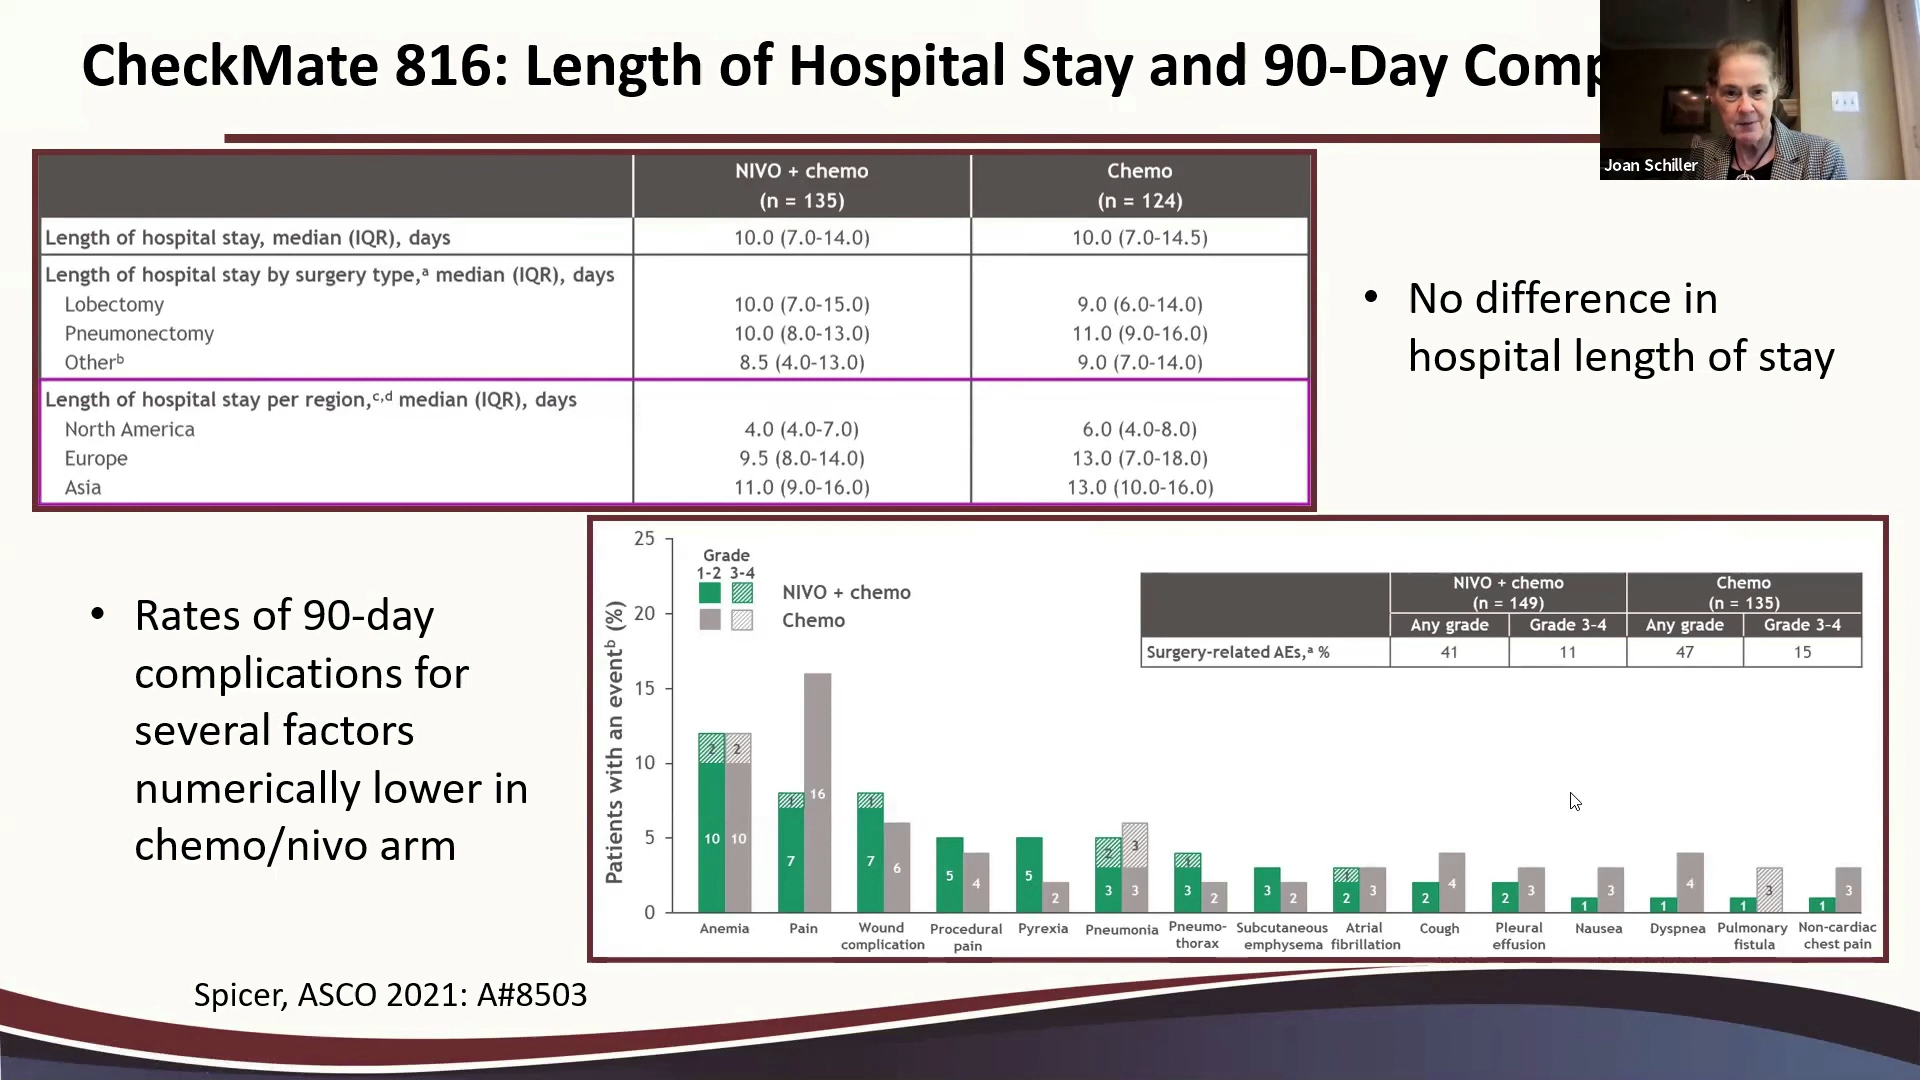 CheckMate 816: Length of Hospital Stay and 90-Day Comp
Joan Schiller
NIVO + chemo (n = 135) Chemo (n = 124)
Length of hospital stay, median (IQR), days 10.0 (7.0-14.0) 10.0 (7.0-14.5)
Length of hospital stay by surgery type,ᵃ median (IQR), days
Lobectomy 10.0 (7.0-15.0) 9.0 (6.0-14.0)
Pneumonectomy 10.0 (8.0-13.0) 11.0 (9.0-16.0)
Otherᵇ 8.5 (4.0-13.0) 9.0 (7.0-14.0)
Length of hospital stay per region,ᶜ,ᵈ median (IQR), days
North America 4.0 (4.0-7.0) 6.0 (4.0-8.0)
Europe 9.5 (8.0-14.0) 13.0 (7.0-18.0)
Asia 11.0 (9.0-16.0) 13.0 (10.0-16.0)
• No difference in
hospital length of stay
• Rates of 90-day
complications for
several factors
numerically lower in
chemo/nivo arm
Patients with an eventᵇ (%)
25
20
15
10
5
0
Grade
1-2 3-4
NIVO + chemo
Chemo
NIVO + chemo (n = 149) Chemo (n = 135)
Any grade Grade 3-4 Any grade Grade 3-4
Surgery-related AEs,ᵃ % 41 11 47 15
2 2
10 10
1 16
7
1
7 6
5 4
5 2
2 3
3 3
1
3 2
3 2
1
2 3
2 4
2 3
1 3
1 4
1 3
1 3
Anemia
Pain
Wound complication
Procedural pain
Pyrexia
Pneumonia
Pneumo-thorax
Subcutaneous emphysema
Atrial fibrillation
Cough
Pleural effusion
Nausea
Dyspnea
Pulmonary fistula
Non-cardiac chest pain
Spicer, ASCO 2021: A#8503